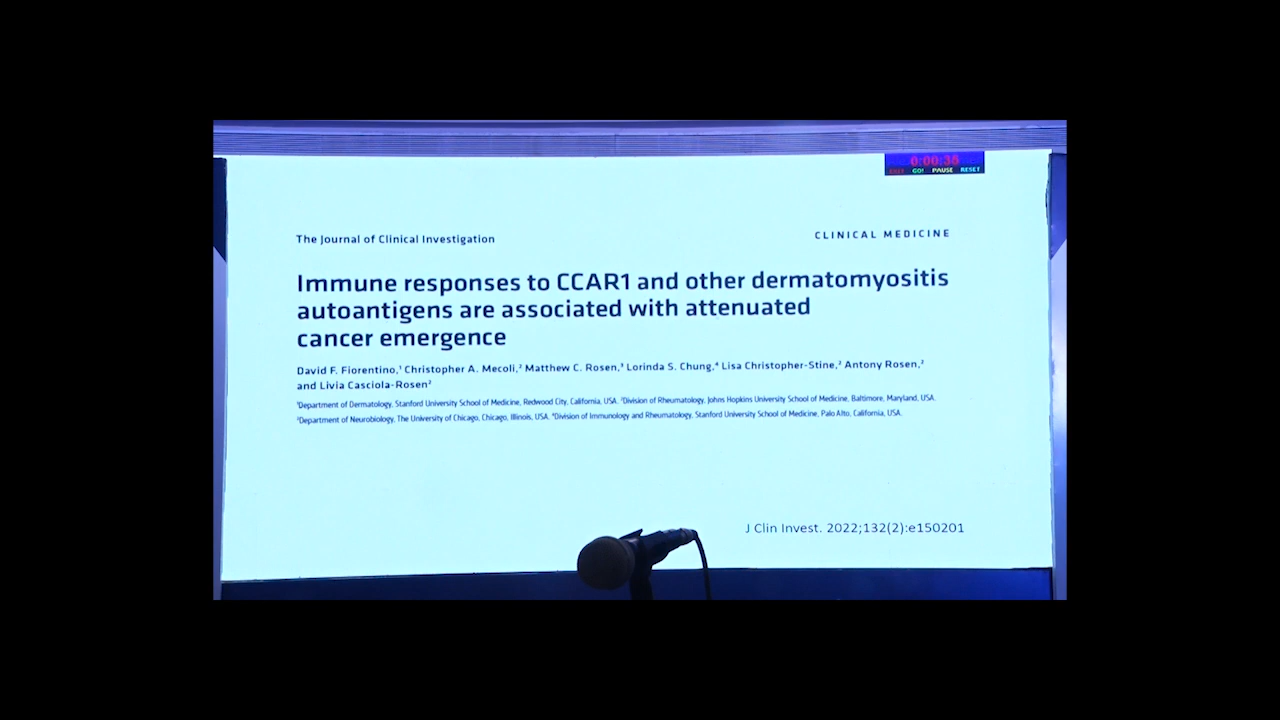 0:00:38
EXIT GO! PAUSE RESET
The Journal of Clinical Investigation
CLINICAL MEDICINE
Immune responses to CCAR1 and other dermatomyositis
autoantigens are associated with attenuated
cancer emergence
David F. Fiorentino,¹ Christopher A. Mecoli,² Matthew C. Rosen,³ Lorinda S. Chung,⁴ Lisa Christopher-Stine,² Antony Rosen,²
and Livia Casciola-Rosen²
¹Department of Dermatology, Stanford University School of Medicine, Redwood City, California, USA. ²Division of Rheumatology, Johns Hopkins University School of Medicine, Baltimore, Maryland, USA.
³Department of Neurobiology, The University of Chicago, Chicago, Illinois, USA. ⁴Division of Immunology and Rheumatology, Stanford University School of Medicine, Palo Alto, California, USA.
J Clin Invest. 2022;132(2):e150201